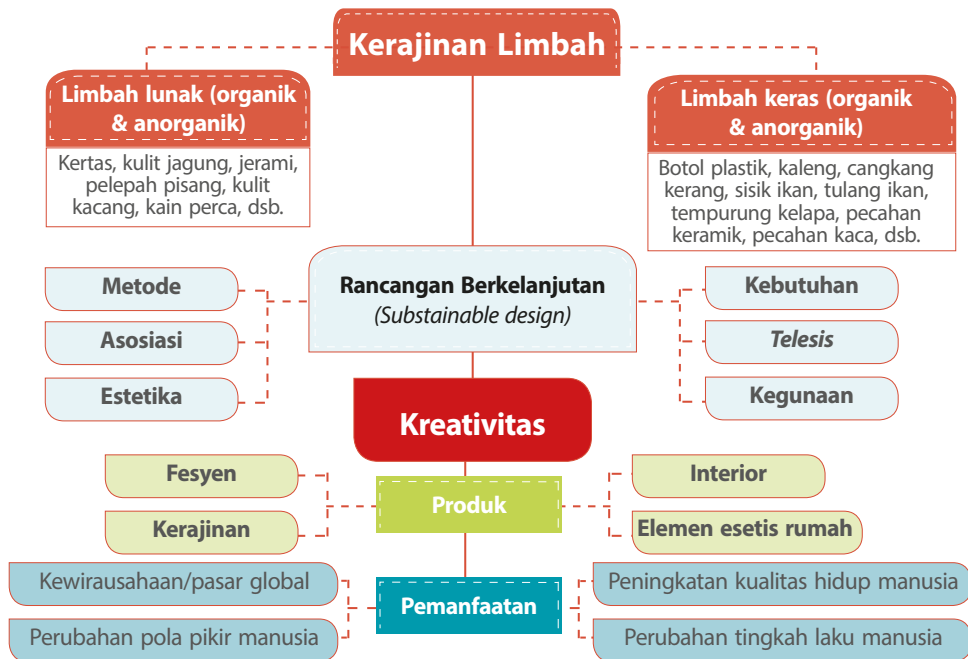 Kerajinan Limbah
Limbah lunak (organik
& anorganik)
Kertas, kulit jagung, jerami,
pelepah pisang, kulit
kacang, kain perca, dsb.
Limbah keras (organik
& anorganik)
Botol plastik, kaleng, cangkang
kerang, sisik ikan, tulang ikan,
tempurung kelapa, pecahan
keramik, pecahan kaca, dsb.
Rancangan Berkelanjutan
(Substainable design)
Metode
Asosiasi
Estetika
Kebutuhan
Telesis
Kegunaan
Kreativitas
Fesyen
Kerajinan
Produk
Interior
Elemen esetis rumah
Kewirausahaan/pasar global
Perubahan pola pikir manusia
Pemanfaatan
Peningkatan kualitas hidup manusia
Perubahan tingkah laku manusia